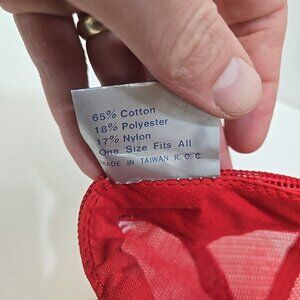 65% Cotton
18% Polyester
17% Nylon
One Size Fits All
MADE IN TAIWAN R.O.C.